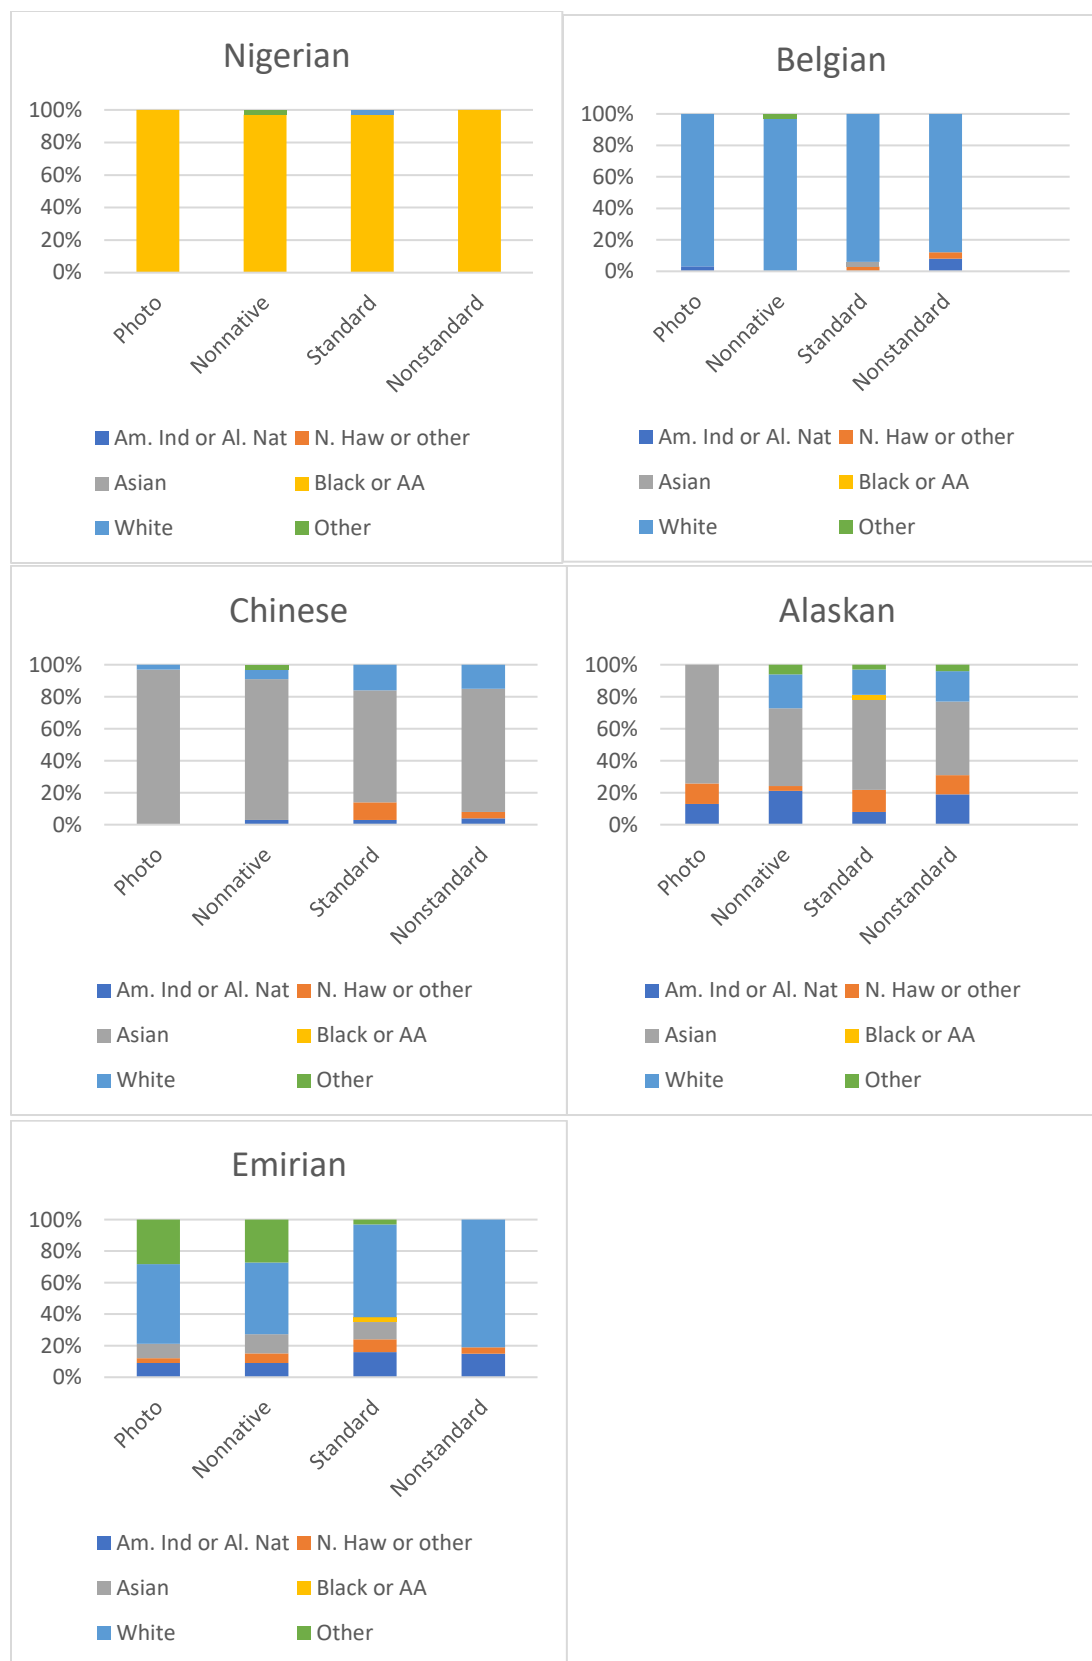 Nigerian
100%
80%
60%
40%
20%
0%
Photo
Nonnative
Standard
Nonstandard
Am. Ind or Al. Nat
N. Haw or other
Asian
Black or AA
White
Other
Belgian
100%
80%
60%
40%
20%
0%
Photo
Nonnative
Standard
Nonstandard
Am. Ind or Al. Nat
N. Haw or other
Asian
Black or AA
White
Other
Chinese
100%
80%
60%
40%
20%
0%
Photo
Nonnative
Standard
Nonstandard
Am. Ind or Al. Nat
N. Haw or other
Asian
Black or AA
White
Other
Alaskan
100%
80%
60%
40%
20%
0%
Photo
Nonnative
Standard
Nonstandard
Am. Ind or Al. Nat
N. Haw or other
Asian
Black or AA
White
Other
Emirian
100%
80%
60%
40%
20%
0%
Photo
Nonnative
Standard
Nonstandard
Am. Ind or Al. Nat
N. Haw or other
Asian
Black or AA
White
Other